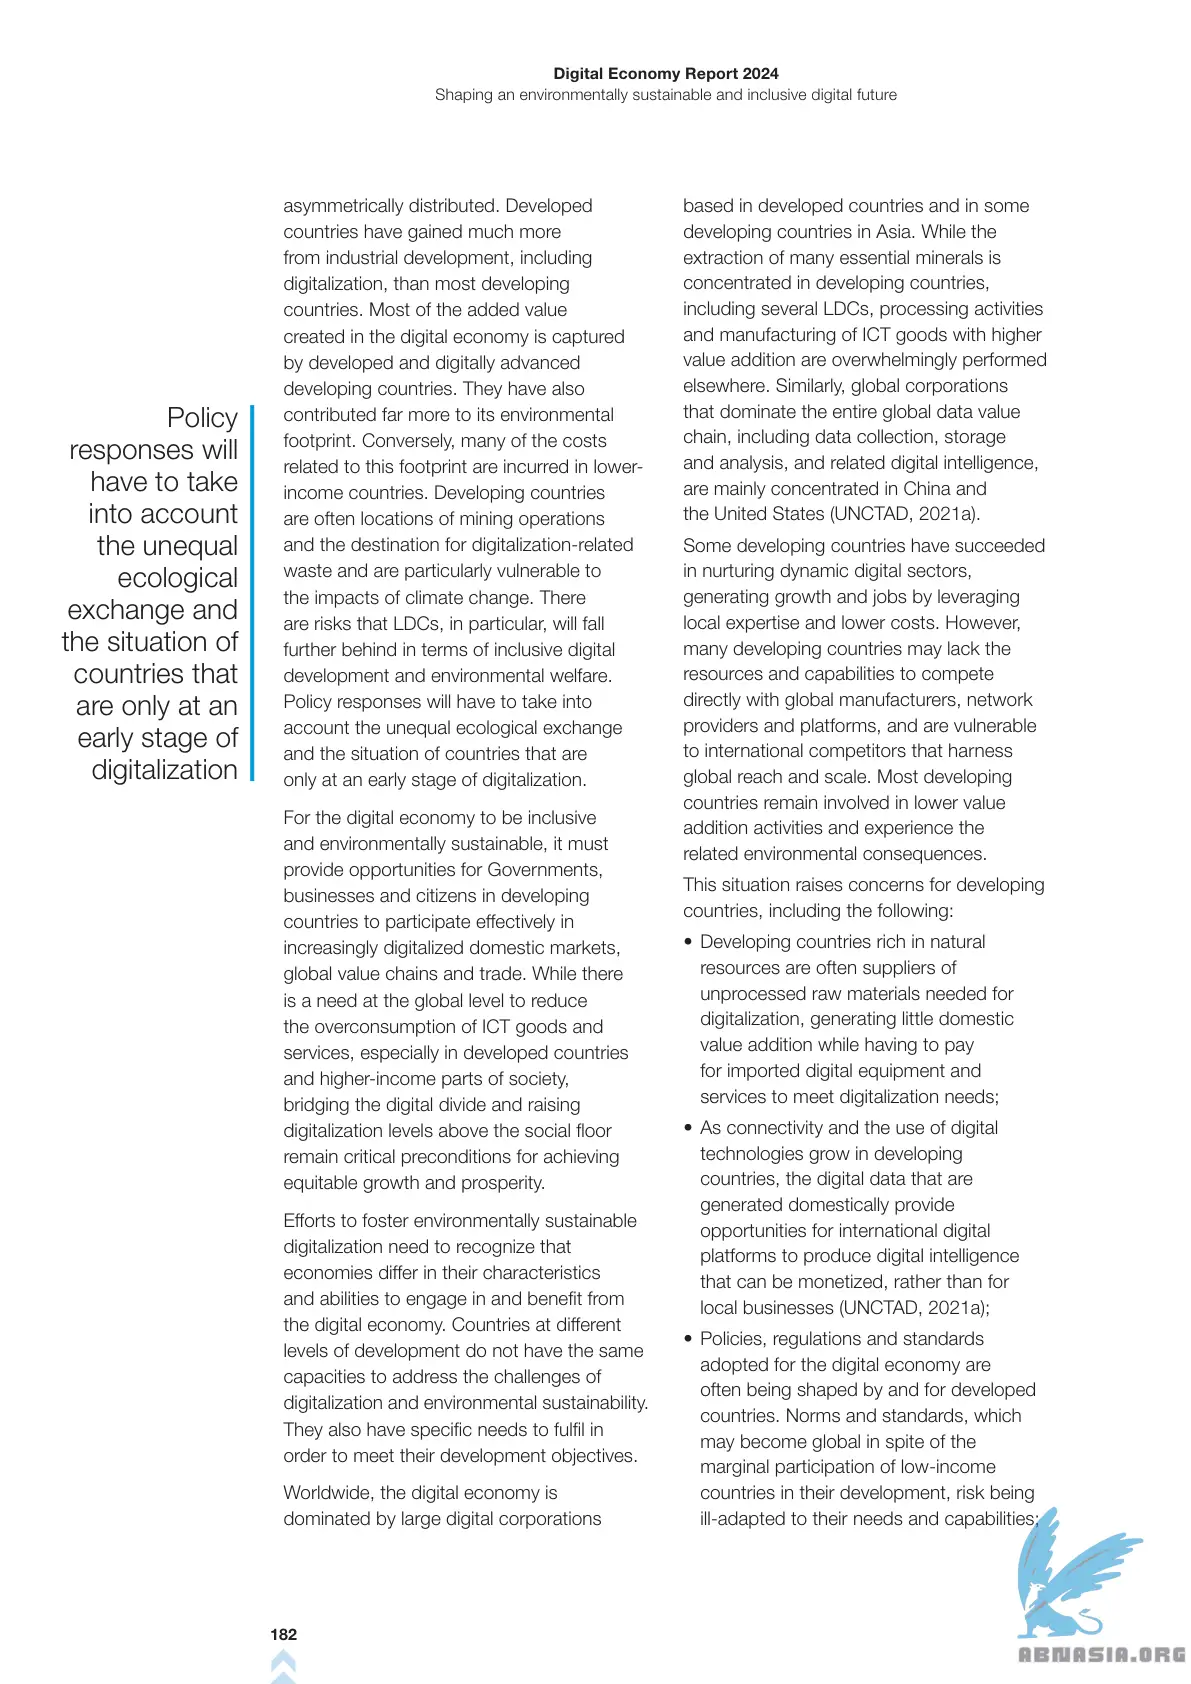 Digital Economy Report 2024
Shaping an environmentally sustainable and inclusive digital future
Policy
responses will
have to take
into account
the unequal
ecological
exchange and
the situation of
countries that
are only at an
early stage of
digitalization
asymmetrically distributed. Developed
countries have gained much more
from industrial development, including
digitalization, than most developing
countries. Most of the added value
created in the digital economy is captured
by developed and digitally advanced
developing countries. They have also
contributed far more to its environmental
footprint. Conversely, many of the costs
related to this footprint are incurred in lower-
income countries. Developing countries
are often locations of mining operations
and the destination for digitalization-related
waste and are particularly vulnerable to
the impacts of climate change. There
are risks that LDCs, in particular, will fall
further behind in terms of inclusive digital
development and environmental welfare.
Policy responses will have to take into
account the unequal ecological exchange
and the situation of countries that are
only at an early stage of digitalization.
For the digital economy to be inclusive
and environmentally sustainable, it must
provide opportunities for Governments,
businesses and citizens in developing
countries to participate effectively in
increasingly digitalized domestic markets,
global value chains and trade. While there
is a need at the global level to reduce
the overconsumption of ICT goods and
services, especially in developed countries
and higher-income parts of society,
bridging the digital divide and raising
digitalization levels above the social floor
remain critical preconditions for achieving
equitable growth and prosperity.
Efforts to foster environmentally sustainable
digitalization need to recognize that
economies differ in their characteristics
and abilities to engage in and benefit from
the digital economy. Countries at different
levels of development do not have the same
capacities to address the challenges of
digitalization and environmental sustainability.
They also have specific needs to fulfil in
order to meet their development objectives.
Worldwide, the digital economy is
dominated by large digital corporations
based in developed countries and in some
developing countries in Asia. While the
extraction of many essential minerals is
concentrated in developing countries,
including several LDCs, processing activities
and manufacturing of ICT goods with higher
value addition are overwhelmingly performed
elsewhere. Similarly, global corporations
that dominate the entire global data value
chain, including data collection, storage
and analysis, and related digital intelligence,
are mainly concentrated in China and
the United States (UNCTAD, 2021a).
Some developing countries have succeeded
in nurturing dynamic digital sectors,
generating growth and jobs by leveraging
local expertise and lower costs. However,
many developing countries may lack the
resources and capabilities to compete
directly with global manufacturers, network
providers and platforms, and are vulnerable
to international competitors that harness
global reach and scale. Most developing
countries remain involved in lower value
addition activities and experience the
related environmental consequences.
This situation raises concerns for developing
countries, including the following:
• Developing countries rich in natural
resources are often suppliers of
unprocessed raw materials needed for
digitalization, generating little domestic
value addition while having to pay
for imported digital equipment and
services to meet digitalization needs;
• As connectivity and the use of digital
technologies grow in developing
countries, the digital data that are
generated domestically provide
opportunities for international digital
platforms to produce digital intelligence
that can be monetized, rather than for
local businesses (UNCTAD, 2021a);
• Policies, regulations and standards
adopted for the digital economy are
often being shaped by and for developed
countries. Norms and standards, which
may become global in spite of the
marginal participation of low-income
countries in their development, risk being
ill-adapted to their needs and capabilities;
182
ABNASIA.ORG